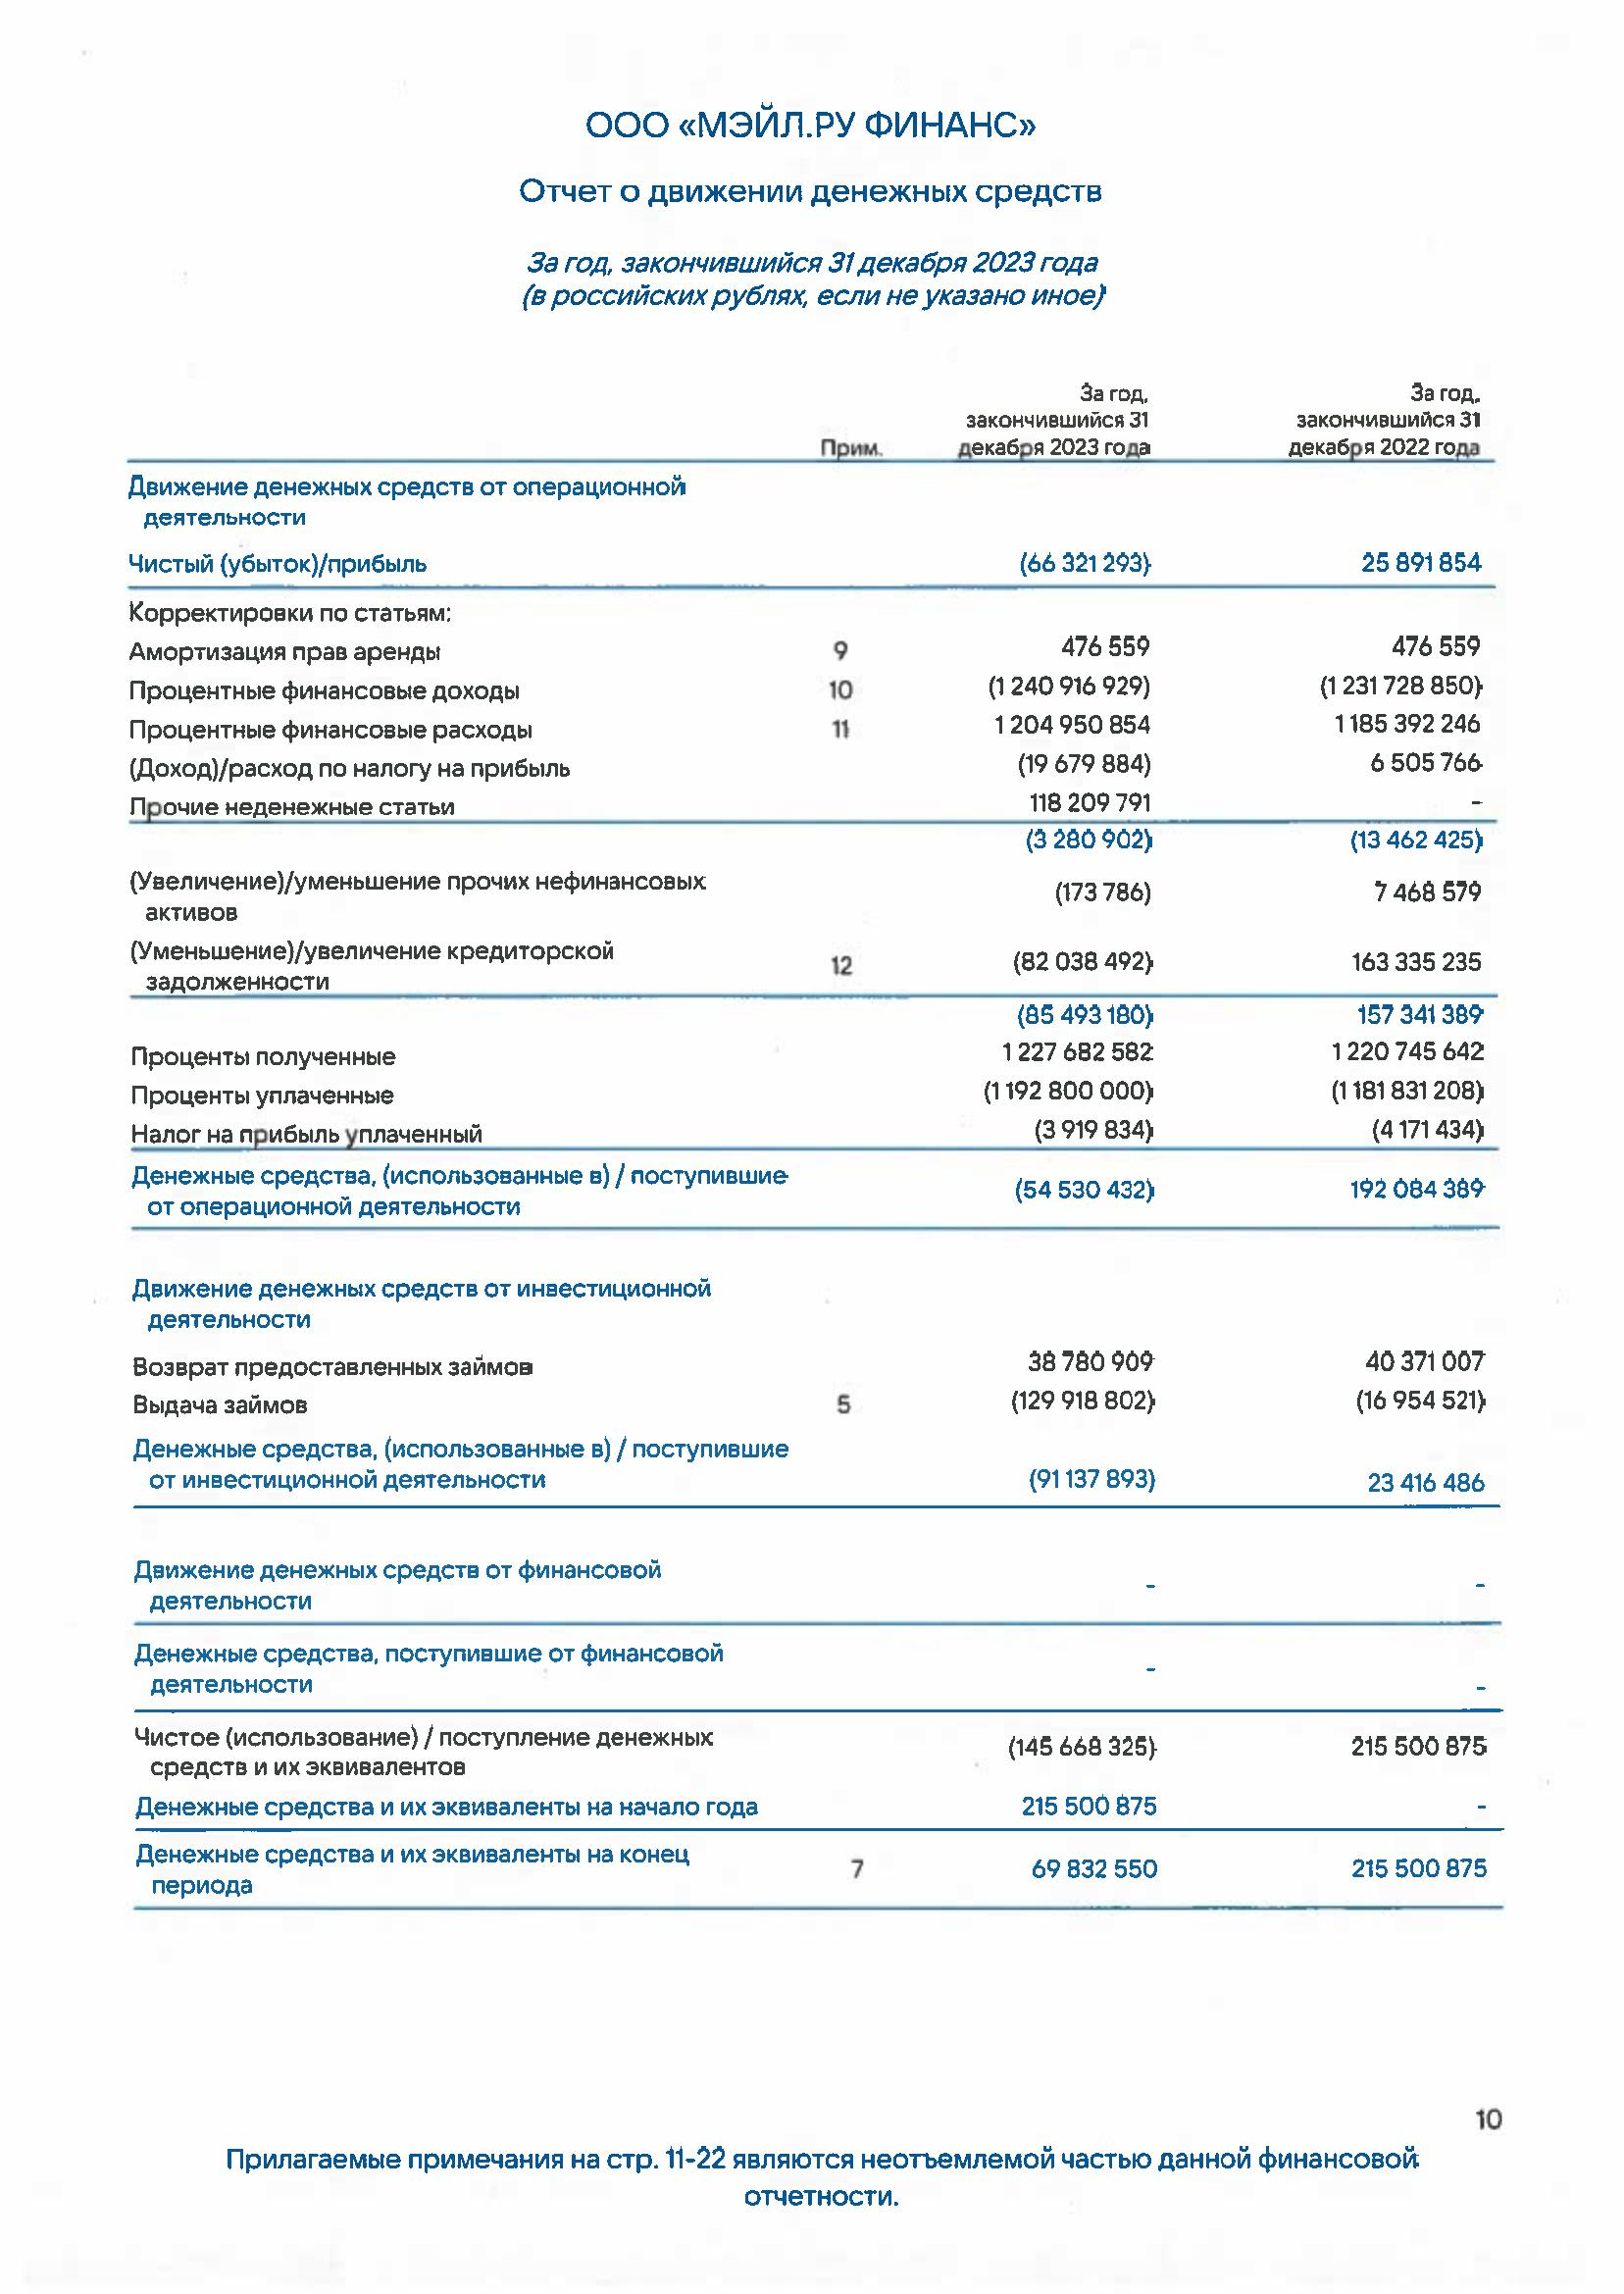 ООО «МЭЙЛ.РУ ФИНАНС»
Отчет о движении денежных средств
За год, закончившийся 31 декабря 2023 года
(в российских рублях, если не указано иное)
За год, За год,
закончившийся 31 закончившийся 31
Прим. декабря 2023 года декабря 2022 года
Движение денежных средств от операционной
деятельности
Чистый (убыток)/прибыль (66 321 293) 25 891 854
Корректировки по статьям:
Амортизация прав аренды 9 476 559 476 559
Процентные финансовые доходы 10 (1 240 916 929) (1 231 728 850)
Процентные финансовые расходы 11 1 204 950 854 1 185 392 246
(Доход)/расход по налогу на прибыль (19 679 884) 6 505 766
Прочие неденежные статьи 118 209 791 -
(3 280 902) (13 462 425)
(Увеличение)/уменьшение прочих нефинансовых
активов (173 786) 7 468 579
(Уменьшение)/увеличение кредиторской
задолженности 12 (82 038 492) 163 335 235
(85 493 180) 157 341 389
Проценты полученные 1 227 682 582 1 220 745 642
Проценты уплаченные (1 192 800 000) (1 181 831 208)
Налог на прибыль уплаченный (3 919 834) (4 171 434)
Денежные средства, (использованные в) / поступившие
от операционной деятельности (54 530 432) 192 084 389
Движение денежных средств от инвестиционной
деятельности
Возврат предоставленных займов 38 780 909 40 371 007
Выдача займов 5 (129 918 802) (16 954 521)
Денежные средства, (использованные в) / поступившие
от инвестиционной деятельности (91 137 893) 23 416 486
Движение денежных средств от финансовой
деятельности - -
Денежные средства, поступившие от финансовой
деятельности - -
Чистое (использование) / поступление денежных
средств и их эквивалентов (145 668 325) 215 500 875
Денежные средства и их эквиваленты на начало года 215 500 875 -
Денежные средства и их эквиваленты на конец
периода 7 69 832 550 215 500 875
10
Прилагаемые примечания на стр. 11-22 являются неотъемлемой частью данной финансовой
отчетности.